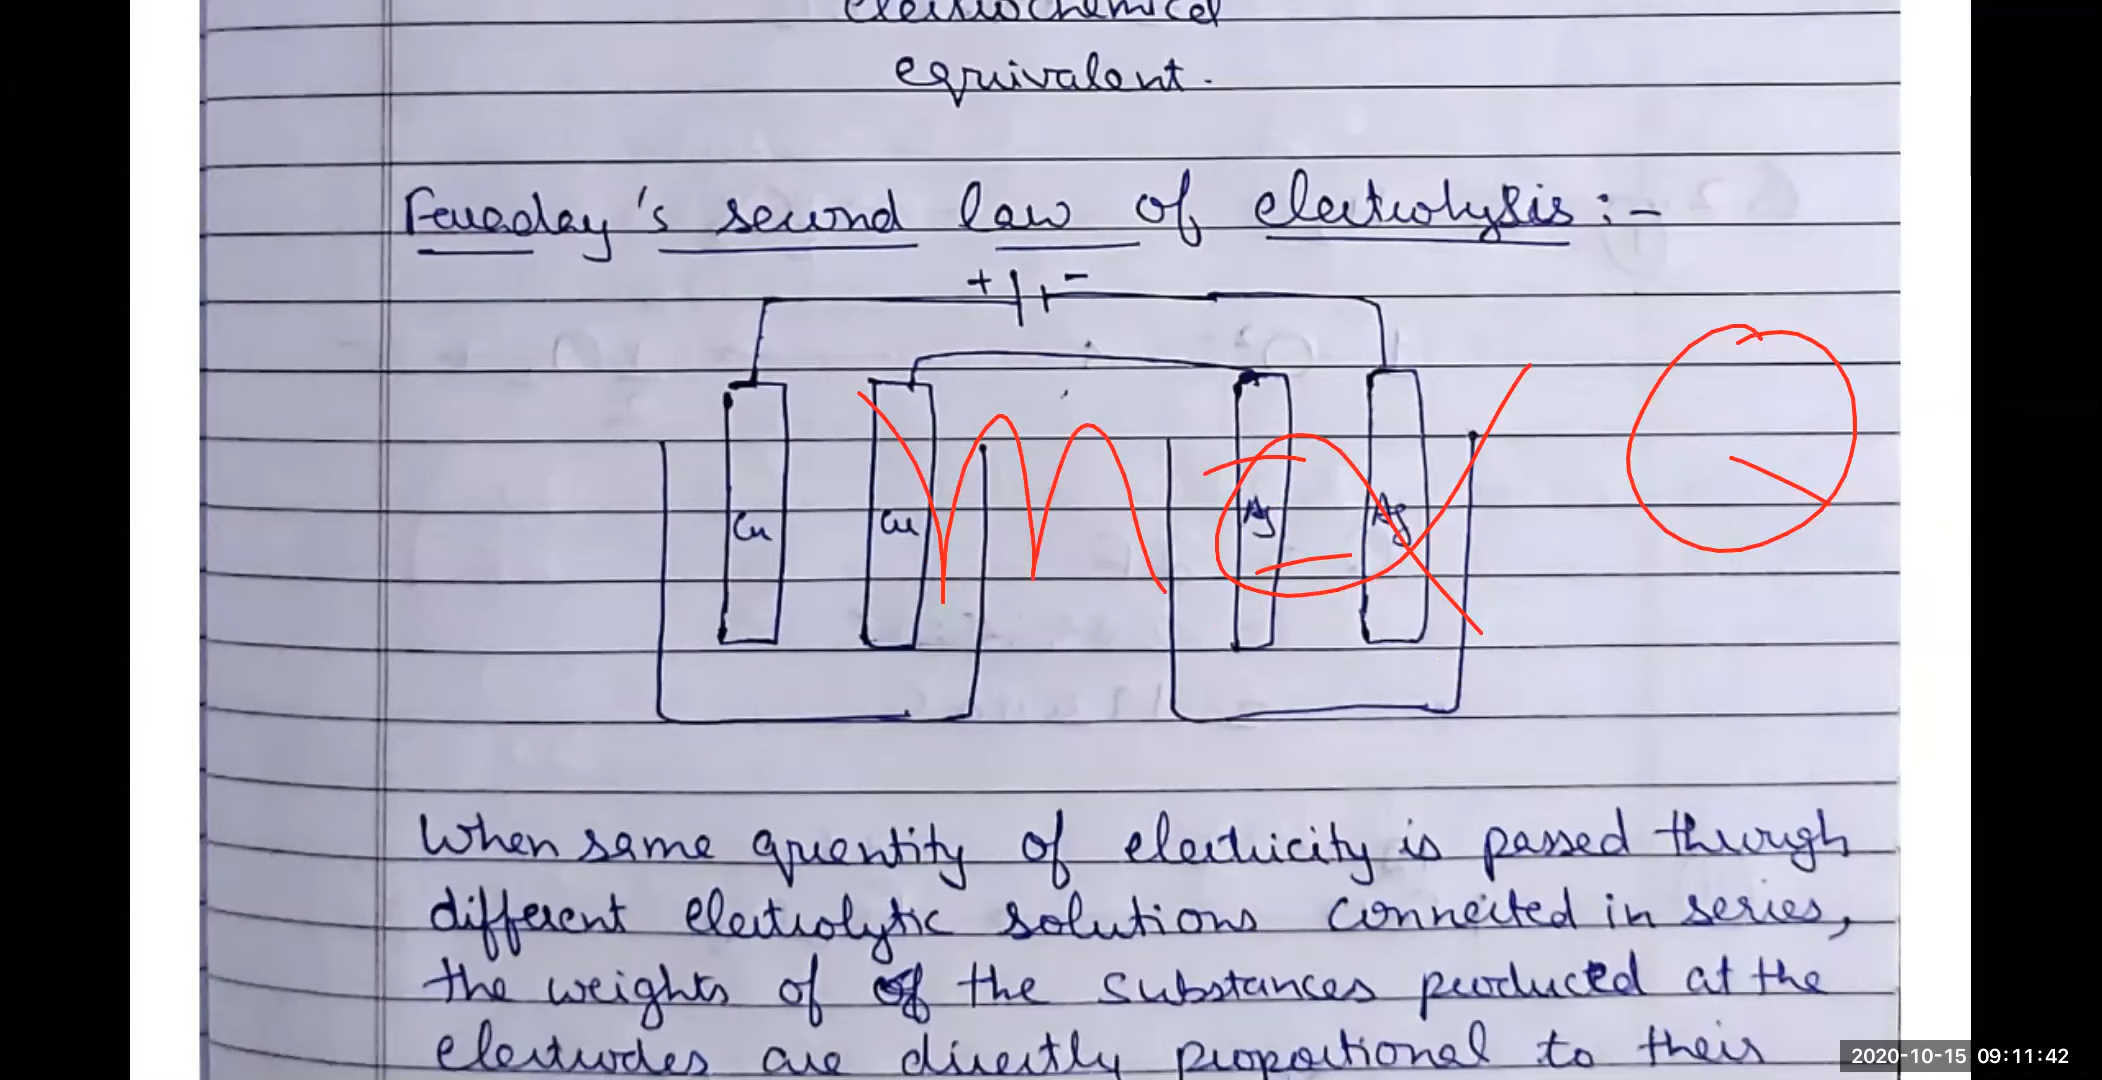 electrochemical
equivalent.
Faraday's second law of electrolysis :-
+ -
Cu Cu Ag Ag
m α Q
When same quantity of electricity is passed through
different electrolytic solutions connected in series,
the weights of of the substances produced at the
electrodes are directly proportional to their
2020-10-15 09:11:42